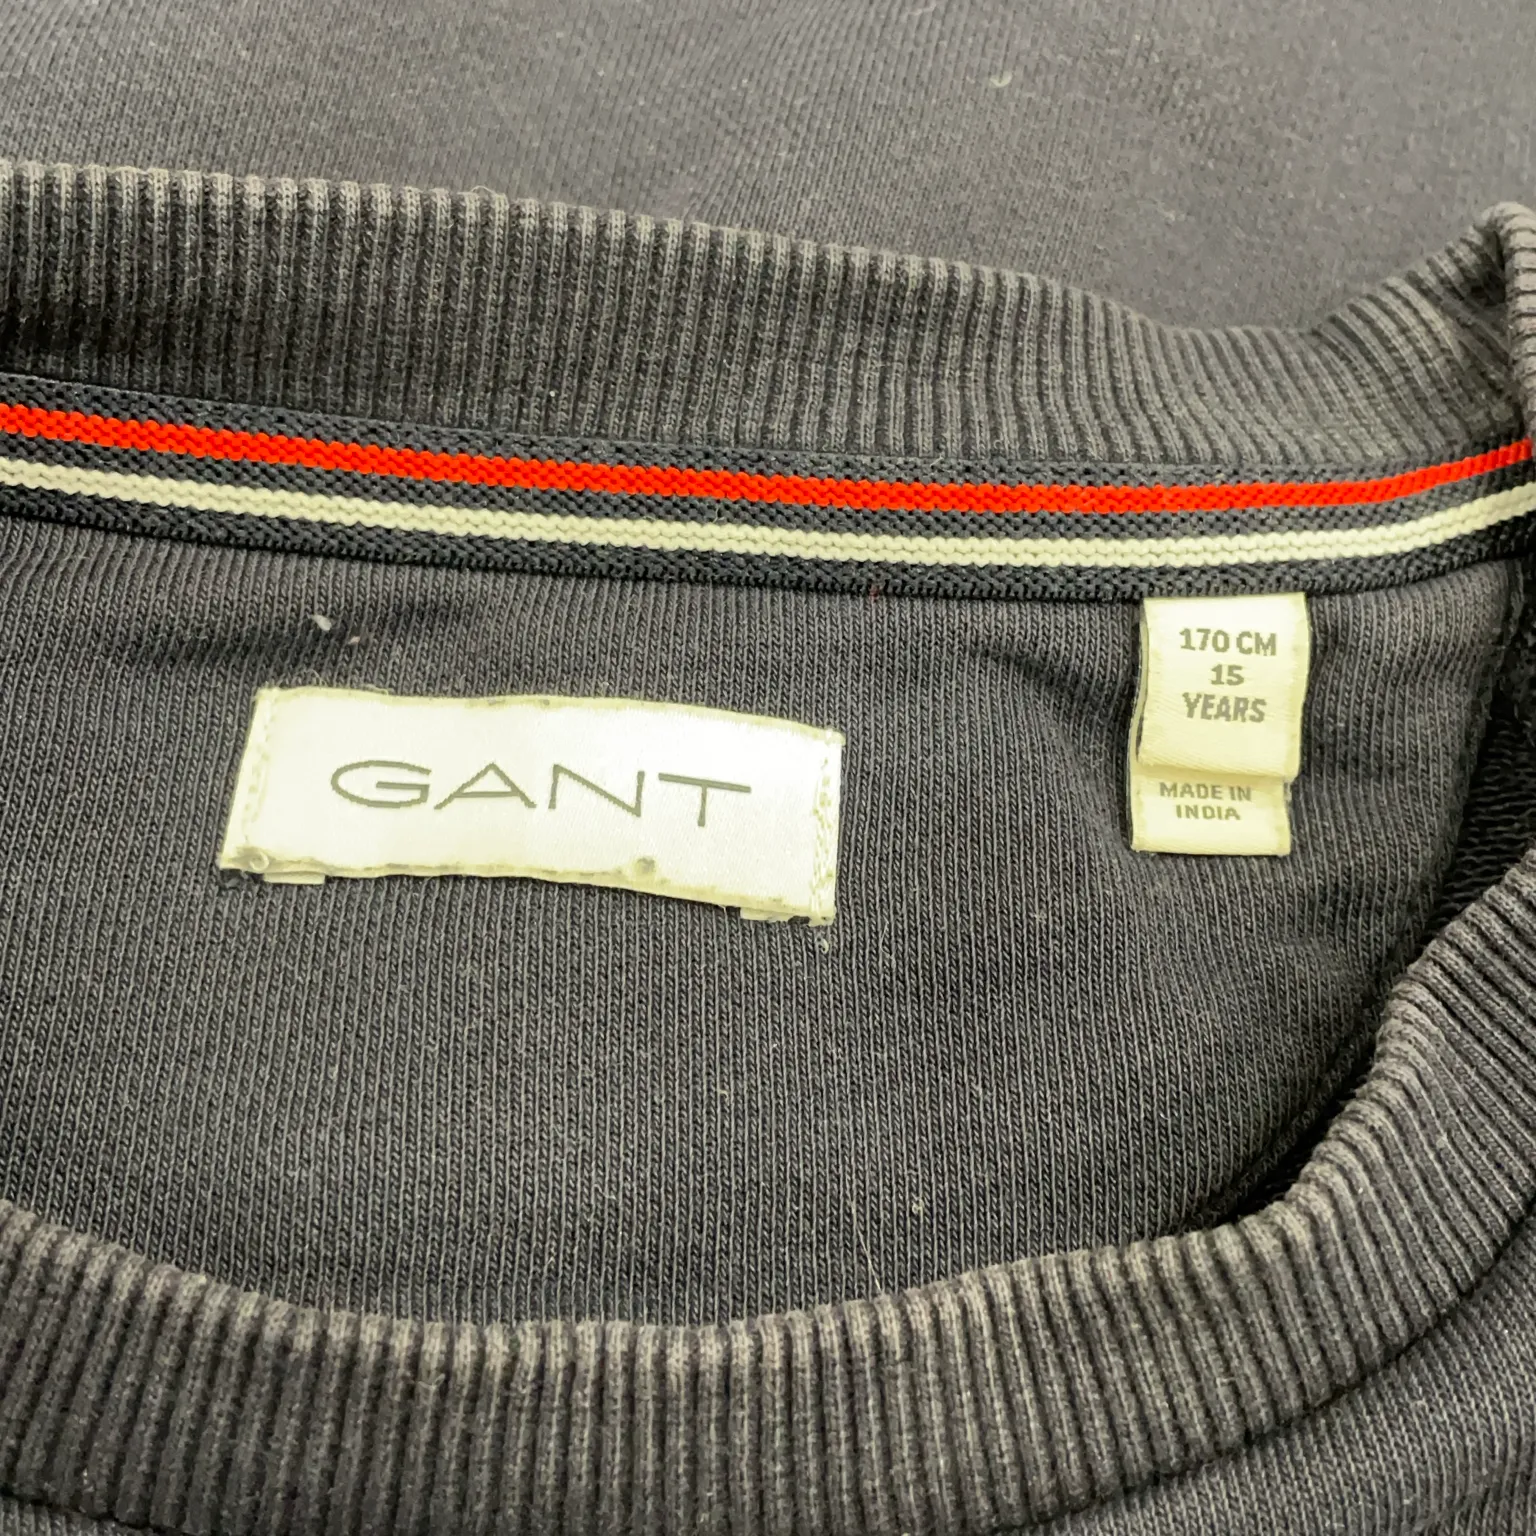 GANT
170 CM
15
YEARS
MADE IN
INDIA